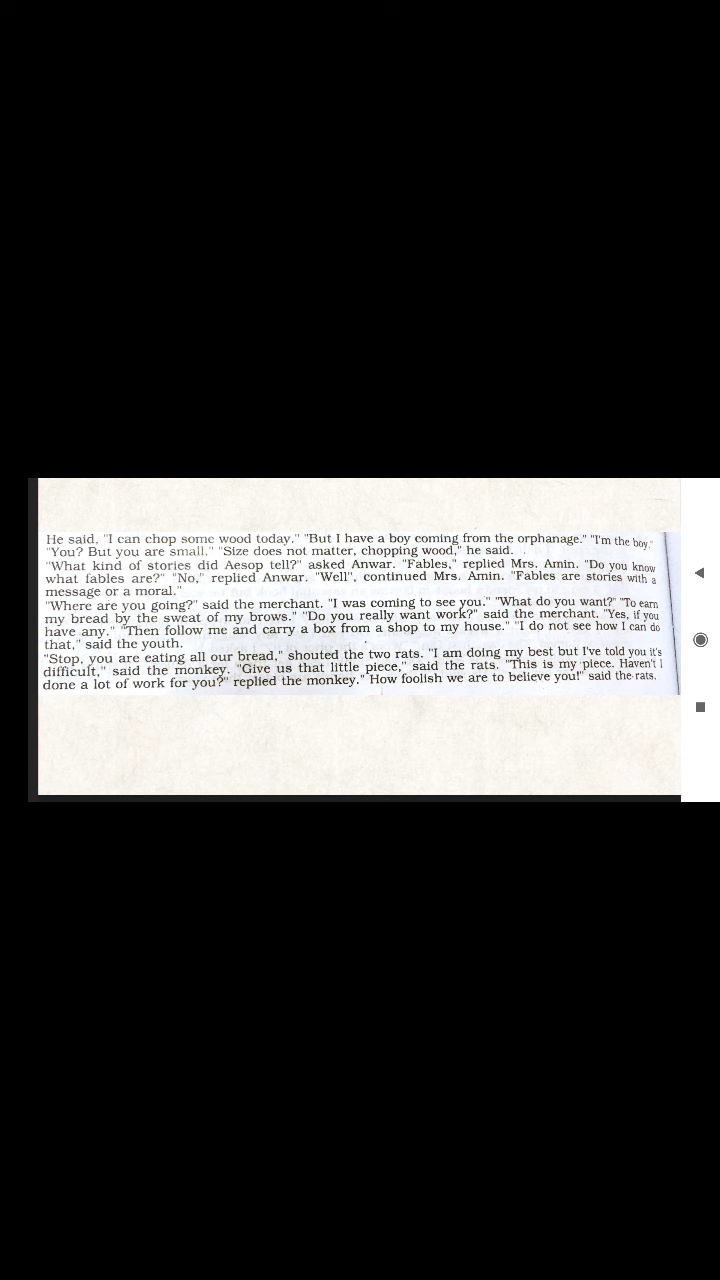 He said, "I can chop some wood today." "But I have a boy coming from the orphanage." "I'm the boy."
"You? But you are small." "Size does not matter, chopping wood," he said.
"What kind of stories did Aesop tell?" asked Anwar. "Fables," replied Mrs. Amin. "Do you know
what fables are?" "No," replied Anwar. "Well", continued Mrs. Amin. "Fables are stories with a
message or a moral."
"Where are you going?" said the merchant. "I was coming to see you." "What do you want?" "To earn
my bread by the sweat of my brows." "Do you really want work?" said the merchant. "Yes, if you
have any." "Then follow me and carry a box from a shop to my house." "I do not see how I can do
that," said the youth.
"Stop, you are eating all our bread," shouted the two rats. "I am doing my best but I've told you it's
difficult," said the monkey. "Give us that little piece," said the rats. "This is my piece. Haven't I
done a lot of work for you?" replied the monkey." How foolish we are to believe you!" said the rats.